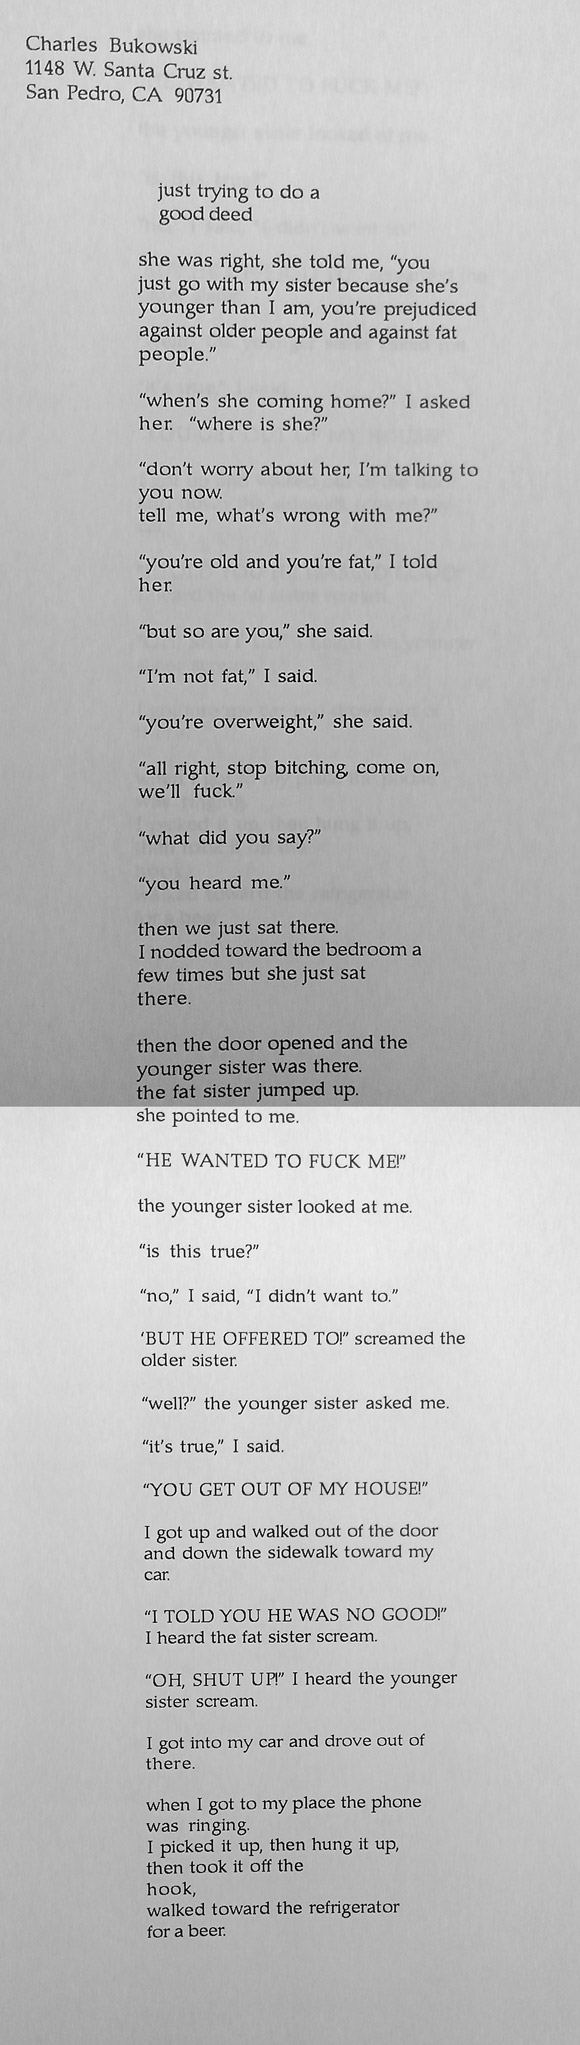 Charles Bukowski
1148 W. Santa Cruz st.
San Pedro, CA 90731
just trying to do a
good deed
she was right, she told me, “you
just go with my sister because she’s
younger than I am, you’re prejudiced
against older people and against fat
people.”
“when’s she coming home?” I asked
her. “where is she?”
“don’t worry about her, I’m talking to
you now.
tell me, what’s wrong with me?”
“you’re old and you’re fat,” I told
her.
“but so are you,” she said.
“I’m not fat,” I said.
“you’re overweight,” she said.
“all right, stop bitching, come on,
we’ll fuck.”
“what did you say?”
“you heard me.”
then we just sat there.
I nodded toward the bedroom a
few times but she just sat
there.
then the door opened and the
younger sister was there.
the fat sister jumped up.
she pointed to me.
“HE WANTED TO FUCK ME!”
the younger sister looked at me.
“is this true?”
“no,” I said, “I didn’t want to.”
‘BUT HE OFFERED TO!” screamed the
older sister.
“well?” the younger sister asked me.
“it’s true,” I said.
“YOU GET OUT OF MY HOUSE!”
I got up and walked out of the door
and down the sidewalk toward my
car.
“I TOLD YOU HE WAS NO GOOD!”
I heard the fat sister scream.
“OH, SHUT UP!” I heard the younger
sister scream.
I got into my car and drove out of
there.
when I got to my place the phone
was ringing.
I picked it up, then hung it up,
then took it off the
hook,
walked toward the refrigerator
for a beer.